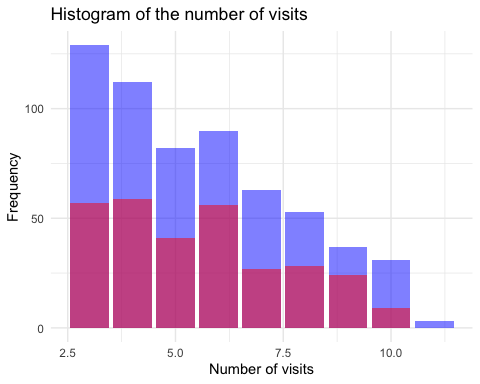 Histogram of the number of visits
Frequency
100
50
0
2.5 5.0 7.5 10.0
Number of visits